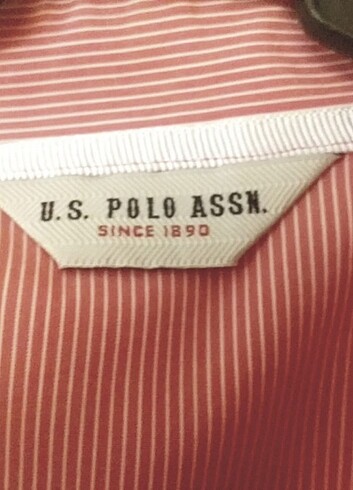 U.S. POLO ASSN.
SINCE 1890